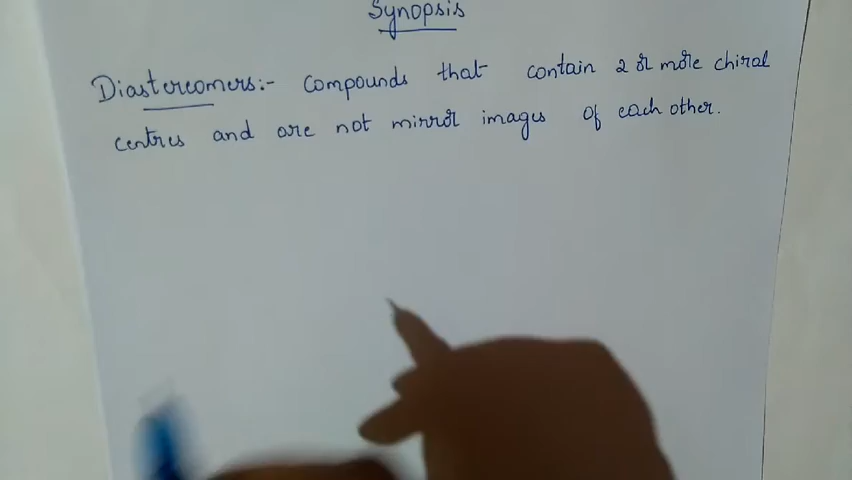 Synopsis
Diastereomers:- compounds that contain 2 or more chiral
centres and are not mirror images of each other.